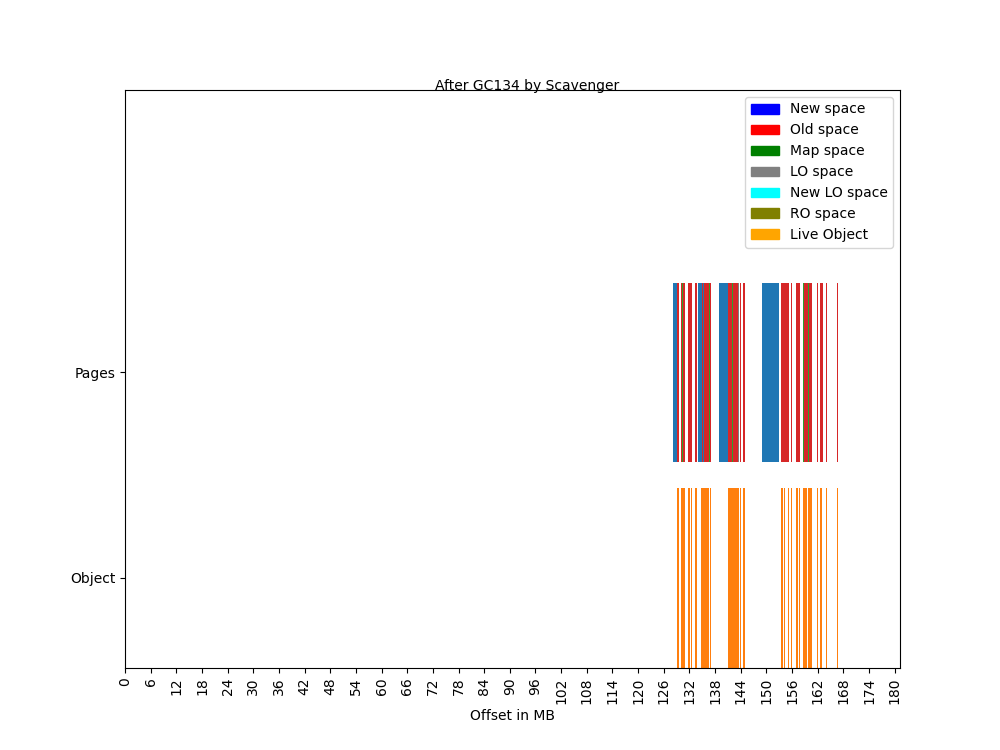 After GC134 by Scavenger
New space
Old space
Map space
LO space
New LO space
RO space
Live Object
Pages
Object
0 6 12 18 24 30 36 42 48 54 60 66 72 78 84 90 96 102 108 114 120 126 132 138 144 150 156 162 168 174 180
Offset in MB